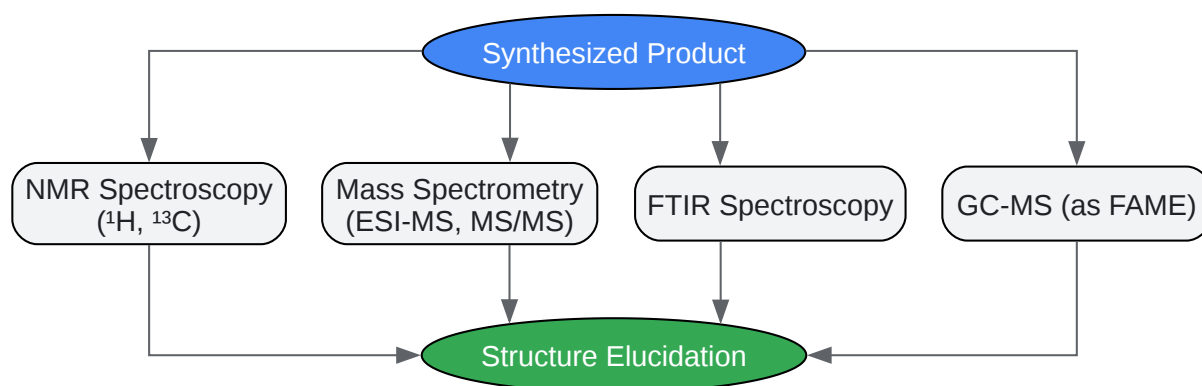 Synthesized Product
NMR Spectroscopy
(¹H, ¹³C)
Mass Spectrometry
(ESI-MS, MS/MS)
FTIR Spectroscopy
GC-MS (as FAME)
Structure Elucidation